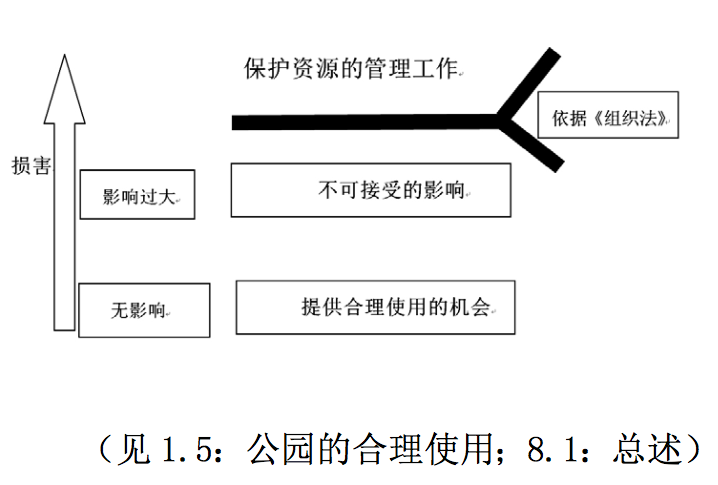 保护资源的管理工作
依据《组织法》
损害
影响过大
不可接受的影响
无影响
提供合理使用的机会
（见1.5：公园的合理使用；8.1：总述）